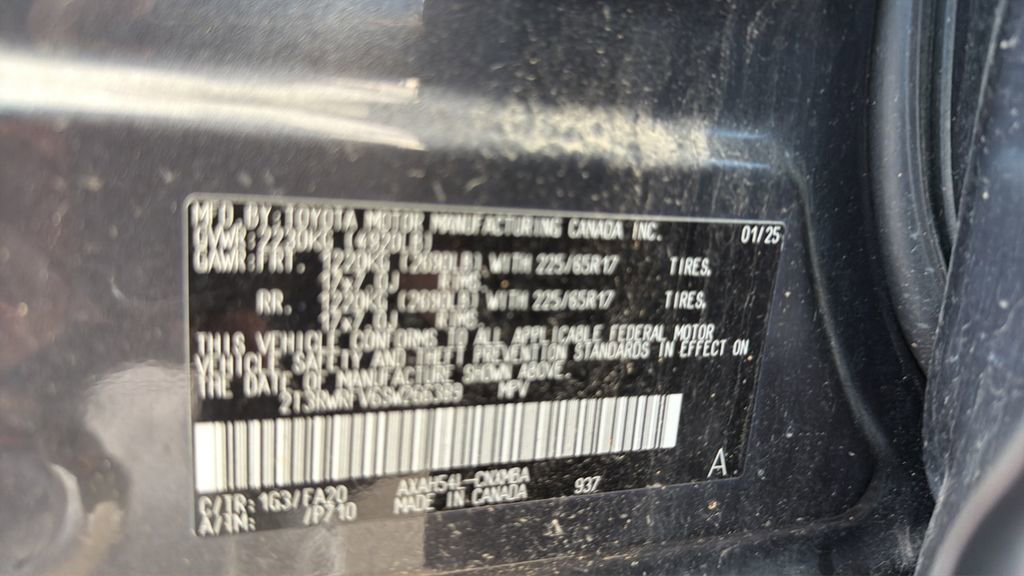 MFD BY:TOYOTA MOTOR MANUFACTURING CANADA INC. 01/25
GVWR:2230KG (4920LB)
GAWR:FRT. 1220KG (2690LB) WITH 225/65R17 TIRES,
RR. 1220KG (2690LB) WITH 225/65R17 TIRES,
THIS VEHICLE CONFORMS TO ALL APPLICABLE FEDERAL MOTOR
VEHICLE SAFETY AND THEFT PREVENTION STANDARDS IN EFFECT ON
THE DATE OF MANUFACTURE SHOWN ABOVE.
MPV
A
C/TR: 1G3/FA20 AXAH54L-CNXMBA
A/TM: /P710 MADE IN CANADA 937